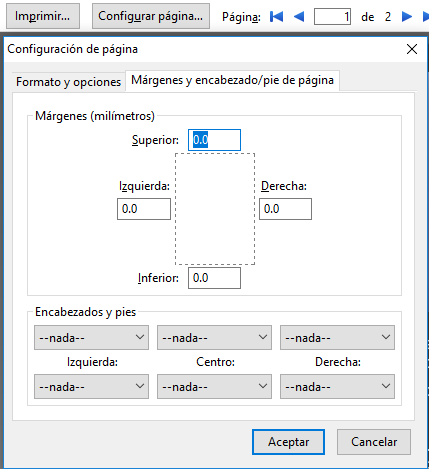 Imprimir... Configurar página... Página: 1 de 2
Configuración de página
Formato y opciones Márgenes y encabezado/pie de página
Márgenes (milímetros)
Superior: 0.0
Izquierda: Derecha:
0.0 0.0
Inferior: 0.0
Encabezados y pies
--nada-- --nada-- --nada--
Izquierda: Centro: Derecha:
--nada-- --nada-- --nada--
Aceptar Cancelar